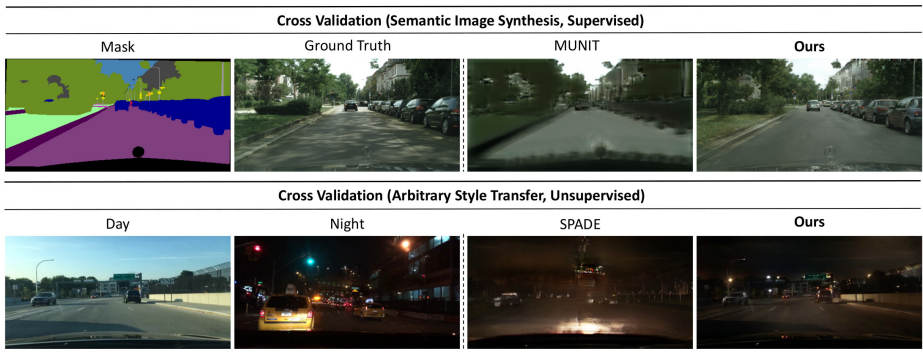 Cross Validation (Semantic Image Synthesis, Supervised)
Mask Ground Truth MUNIT Ours
Cross Validation (Arbitrary Style Transfer, Unsupervised)
Day Night SPADE Ours